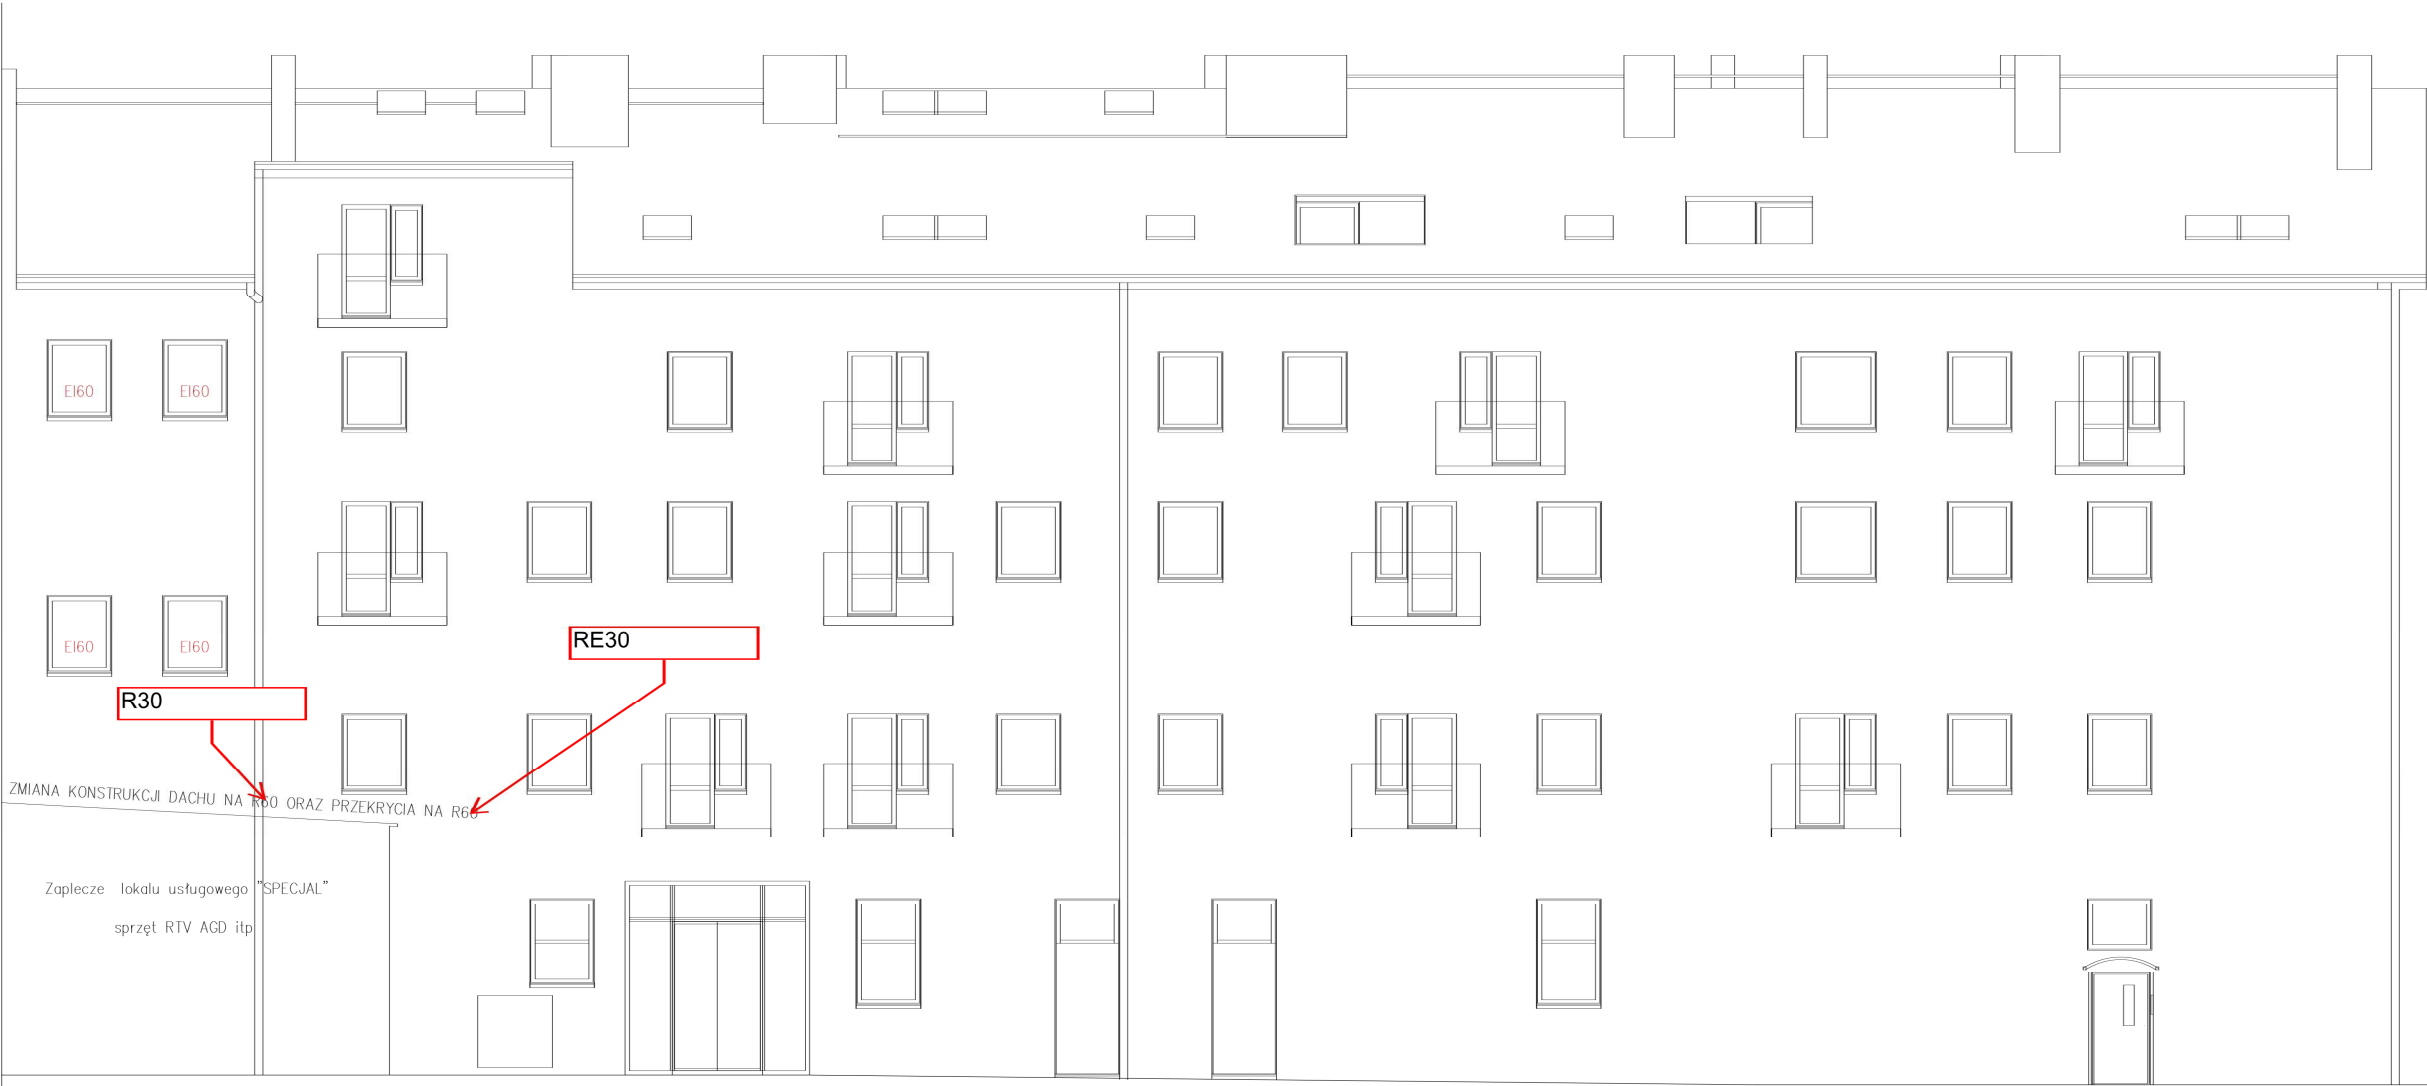 EI60 EI60
EI60 EI60
RE30
R30
ZMIANA KONSTRUKCJI DACHU NA R60 ORAZ PRZEKRYCIA NA R60
Zaplecze lokalu usługowego "SPECJAL"
sprzęt RTV AGD itp